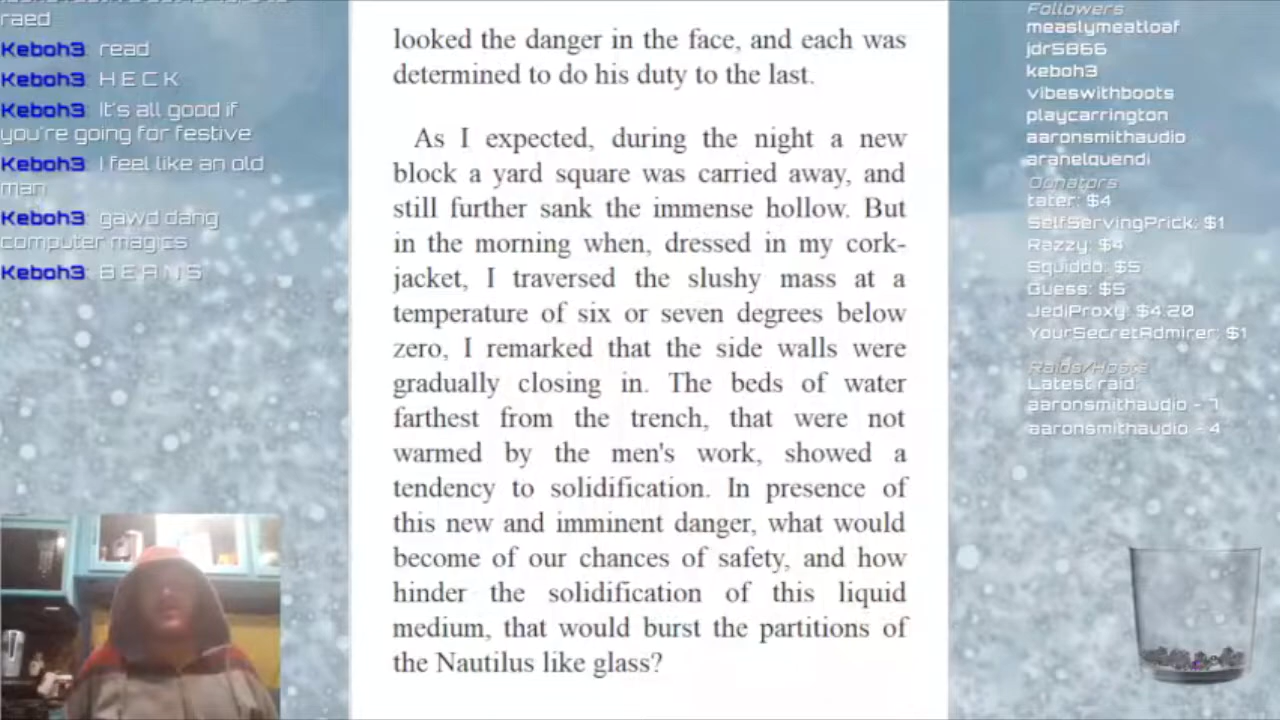 raed
Keboh3: read
Keboh3: H E C K
Keboh3: It's all good if
you're going for festive
Keboh3: I feel like an old
man
Keboh3: gawd dang
computer magics
Keboh3: B E A N S
looked the danger in the face, and each was
determined to do his duty to the last.
As I expected, during the night a new
block a yard square was carried away, and
still further sank the immense hollow. But
in the morning when, dressed in my cork-
jacket, I traversed the slushy mass at a
temperature of six or seven degrees below
zero, I remarked that the side walls were
gradually closing in. The beds of water
farthest from the trench, that were not
warmed by the men's work, showed a
tendency to solidification. In presence of
this new and imminent danger, what would
become of our chances of safety, and how
hinder the solidification of this liquid
medium, that would burst the partitions of
the Nautilus like glass?
Followers
measlymeatloaf
jdr5866
keboh3
vibeswithboots
playcarrington
aaronsmithaudio
aranelquendi
Donators
tater: $4
SelfServingPrick: $1
Razzy: $4
Squiddo: $5
Guess: $5
JediProxy: $4.20
YourSecretAdmirer: $1
Raids/Hosts
Latest raid:
aaronsmithaudio - 7
aaronsmithaudio - 4